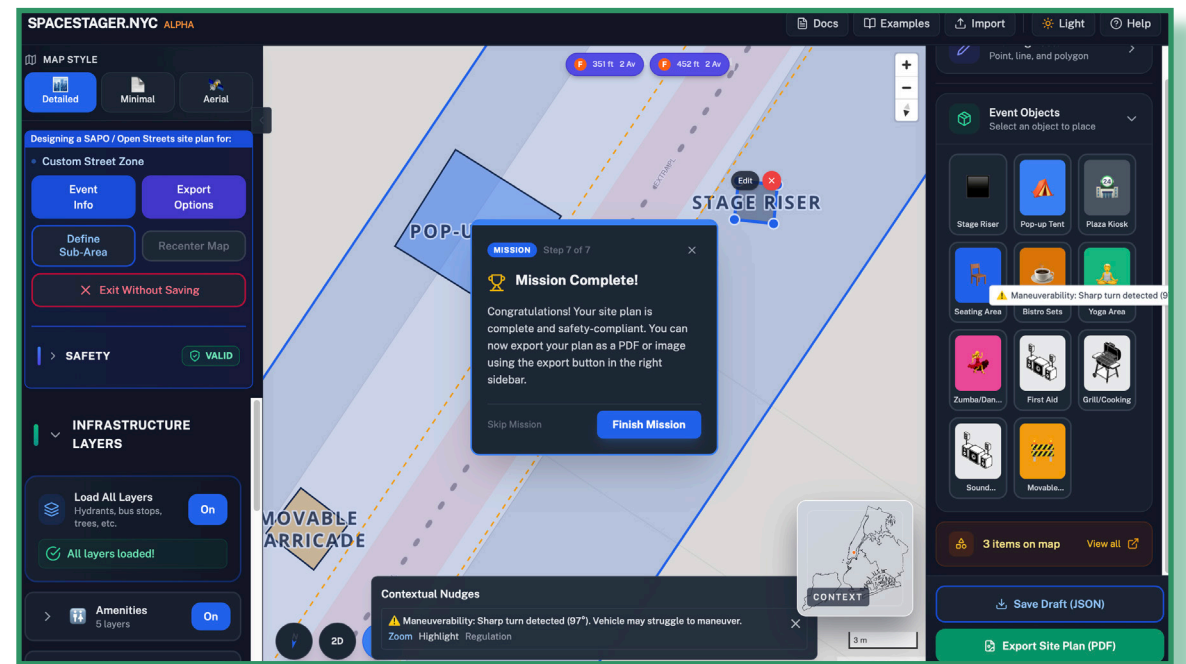 SPACESTAGER.NYC ALPHA
Docs
Examples
Import
Light
Help
MAP STYLE
Detailed
Minimal
Aerial
Designing a SAPO / Open Streets site plan for:
Custom Street Zone
Event
Info
Export
Options
Define
Sub-Area
Recenter Map
Exit Without Saving
SAFETY
VALID
INFRASTRUCTURE
LAYERS
Load All Layers
Hydrants, bus stops,
trees, etc.
On
All layers loaded!
Amenities
5 layers
On
F 351 ft 2 Av
F 452 ft 2 Av
Edit
STAGE RISER
POP-U
MOVABLE
ARRICADE
MISSION Step 7 of 7
Mission Complete!
Congratulations! Your site plan is
complete and safety-compliant. You can
now export your plan as a PDF or image
using the export button in the right
sidebar.
Skip Mission
Finish Mission
2D
Contextual Nudges
Maneuverability: Sharp turn detected (97°). Vehicle may struggle to maneuver.
Zoom Highlight Regulation
CONTEXT
3 m
Point, line, and polygon
Event Objects
Select an object to place
Stage Riser
Pop-up Tent
Plaza Kiosk
Maneuverability: Sharp turn detected (9
Seating Area
Bistro Sets
Yoga Area
Zumba/Dan...
First Aid
Grill/Cooking
Sound...
Movable...
3 items on map
View all
Save Draft (JSON)
Export Site Plan (PDF)